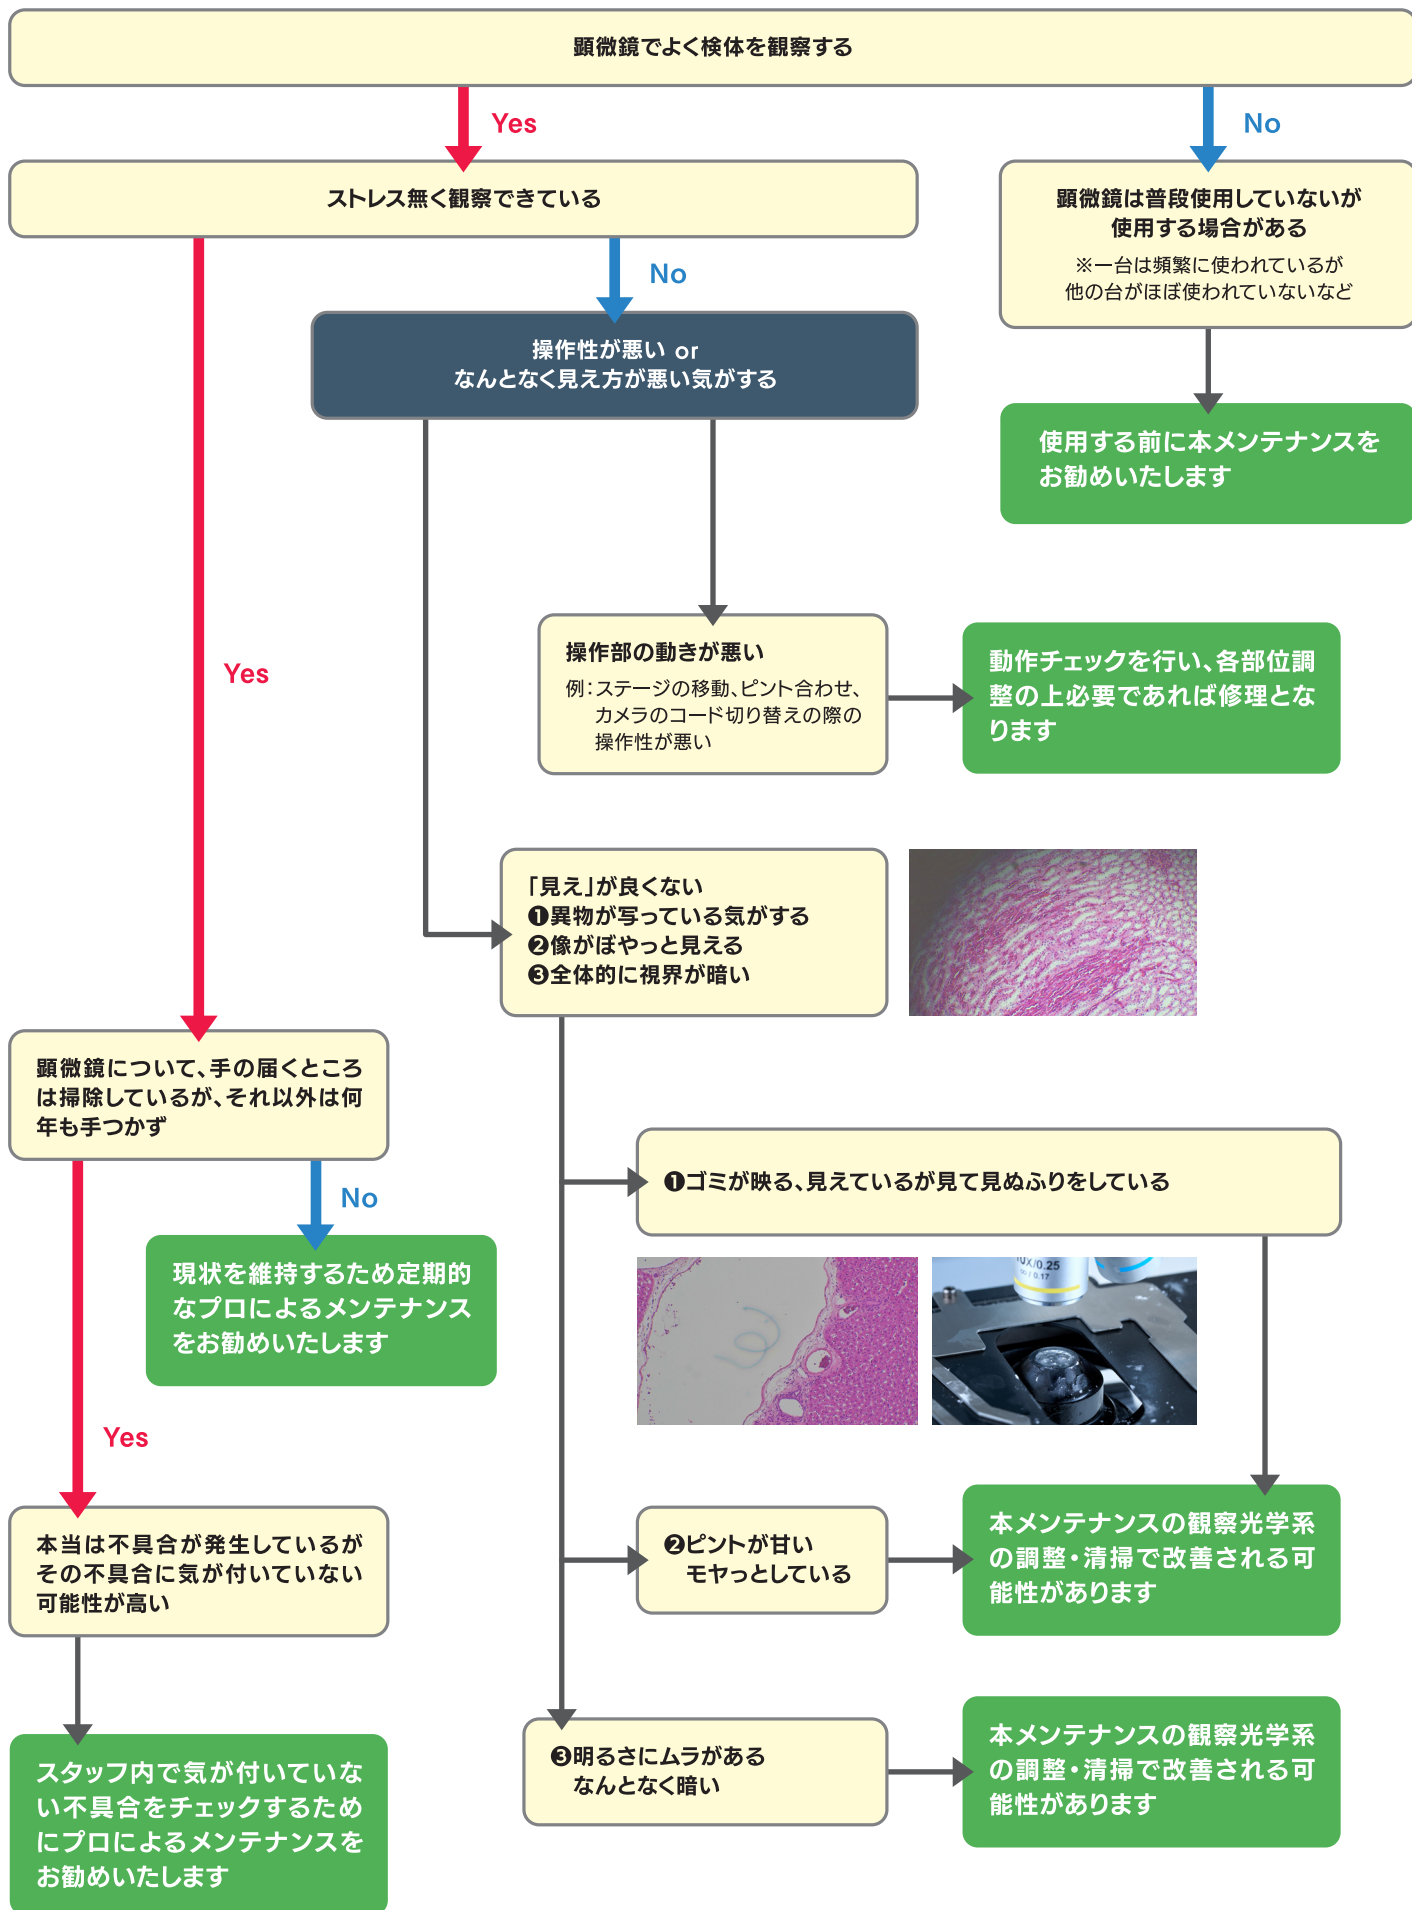 顕微鏡でよく検体を観察する
Yes
No
ストレス無く観察できている
顕微鏡は普段使用していないが
使用する場合がある
※一台は頻繁に使われているが
他の台がほぼ使われていないなど
No
操作性が悪い or
なんとなく見え方が悪い気がする
使用する前に本メンテナンスを
お勧めいたします
Yes
操作部の動きが悪い
例：ステージの移動、ピント合わせ、
カメラのコード切り替えの際の
操作性が悪い
動作チェックを行い、各部位調
整の上必要であれば修理とな
ります
「見え」が良くない
❶異物が写っている気がする
❷像がぼやっと見える
❸全体的に視界が暗い
顕微鏡について、手の届くところ
は掃除しているが、それ以外は何
年も手つかず
❶ゴミが映る、見えているが見て見ぬふりをしている
No
現状を維持するため定期的
なプロによるメンテナンス
をお勧めいたします
0X/0.25
/ 0.17
Yes
本当は不具合が発生しているが
その不具合に気が付いていない
可能性が高い
❷ピントが甘い
モヤっとしている
本メンテナンスの観察光学系
の調整・清掃で改善される可
能性があります
スタッフ内で気が付いていな
い不具合をチェックするため
にプロによるメンテナンスを
お勧めいたします
❸明るさにムラがある
なんとなく暗い
本メンテナンスの観察光学系
の調整・清掃で改善される可
能性があります